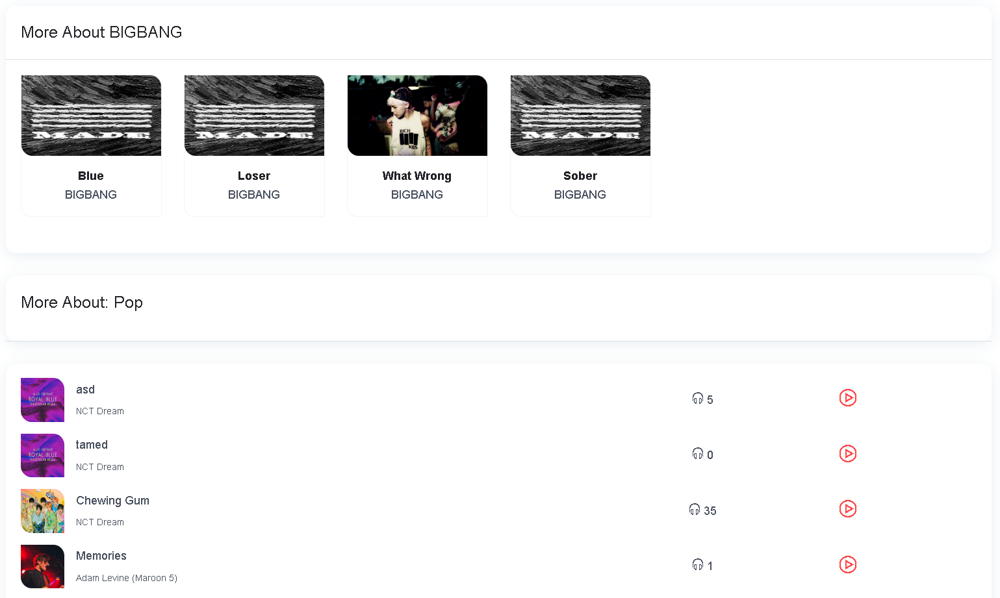 More About BIGBANG
MADE
MADE
RICH
KIDS
MADE
Blue
Loser
What Wrong
Sober
BIGBANG
BIGBANG
BIGBANG
BIGBANG
More About: Pop
ROYAL BLUE
asd
5
NCT Dream
ROYAL BLUE
tamed
0
NCT Dream
Chewing Gum
35
NCT Dream
Memories
1
Adam Levine (Maroon 5)